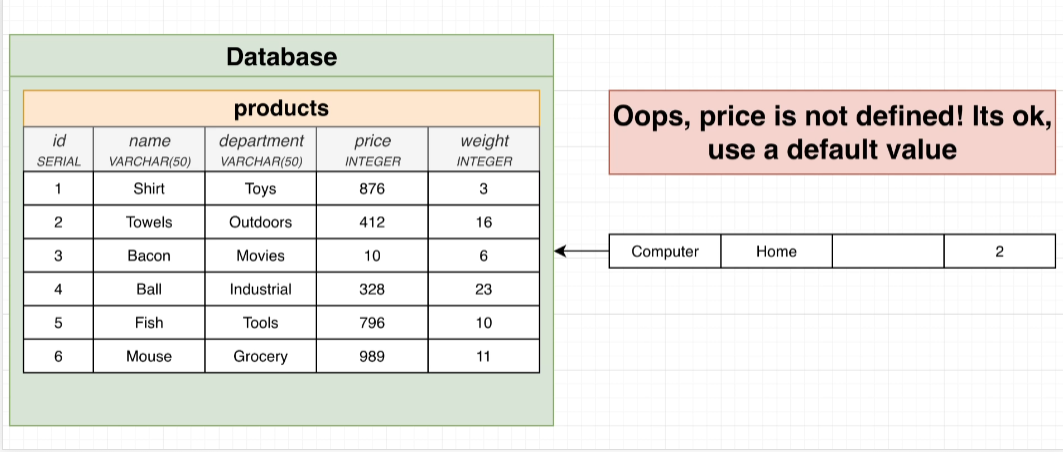 Database
products
id name department price weight
SERIAL VARCHAR(50) VARCHAR(50) INTEGER INTEGER
1 Shirt Toys 876 3
2 Towels Outdoors 412 16
3 Bacon Movies 10 6
4 Ball Industrial 328 23
5 Fish Tools 796 10
6 Mouse Grocery 989 11
Oops, price is not defined! Its ok,
use a default value
Computer Home 2